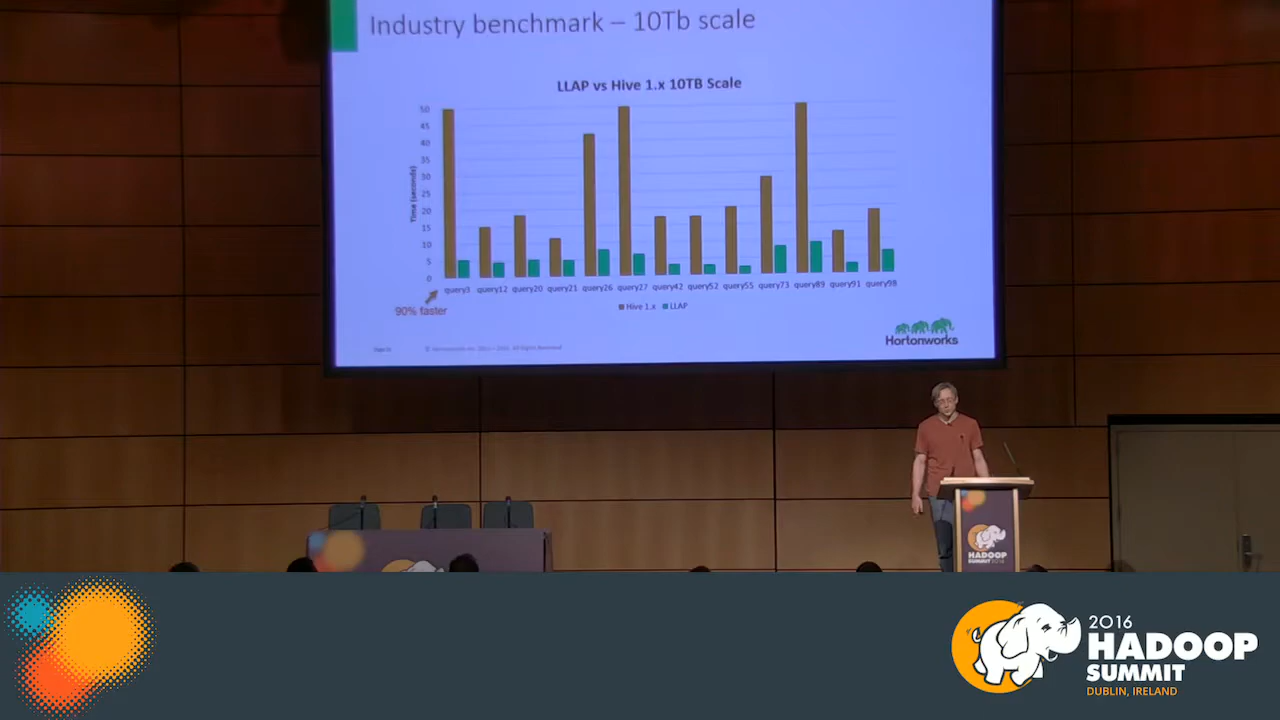 Industry benchmark – 10Tb scale
LLAP vs Hive 1.x 10TB Scale
Time (seconds)
50
45
40
35
30
25
20
15
10
5
0
query3 query12 query20 query21 query26 query27 query42 query52 query55 query73 query89 query91 query98
90% faster
Hive 1.x LLAP
Hortonworks
HADOOP
SUMMIT 2016
2016
HADOOP
SUMMIT
DUBLIN, IRELAND